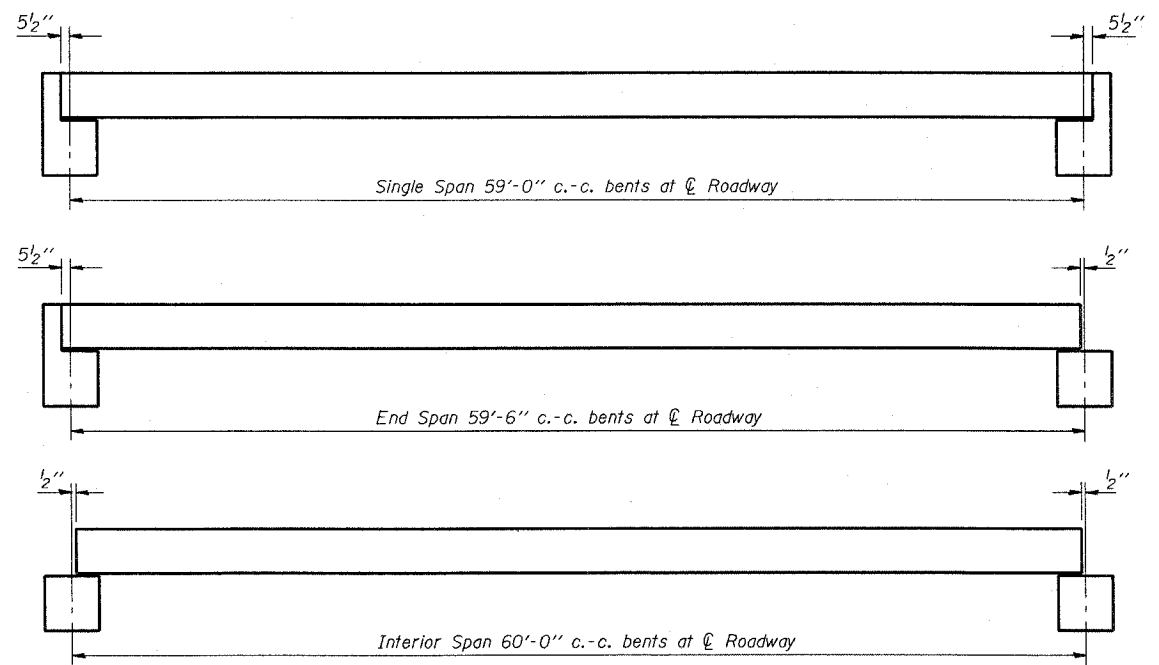 5½" 5½"
Single Span 59'-0" c.-c. bents at ℄ Roadway
5½" ½"
End Span 59'-6" c.-c. bents at ℄ Roadway
½" ½"
Interior Span 60'-0" c.-c. bents at ℄ Roadway